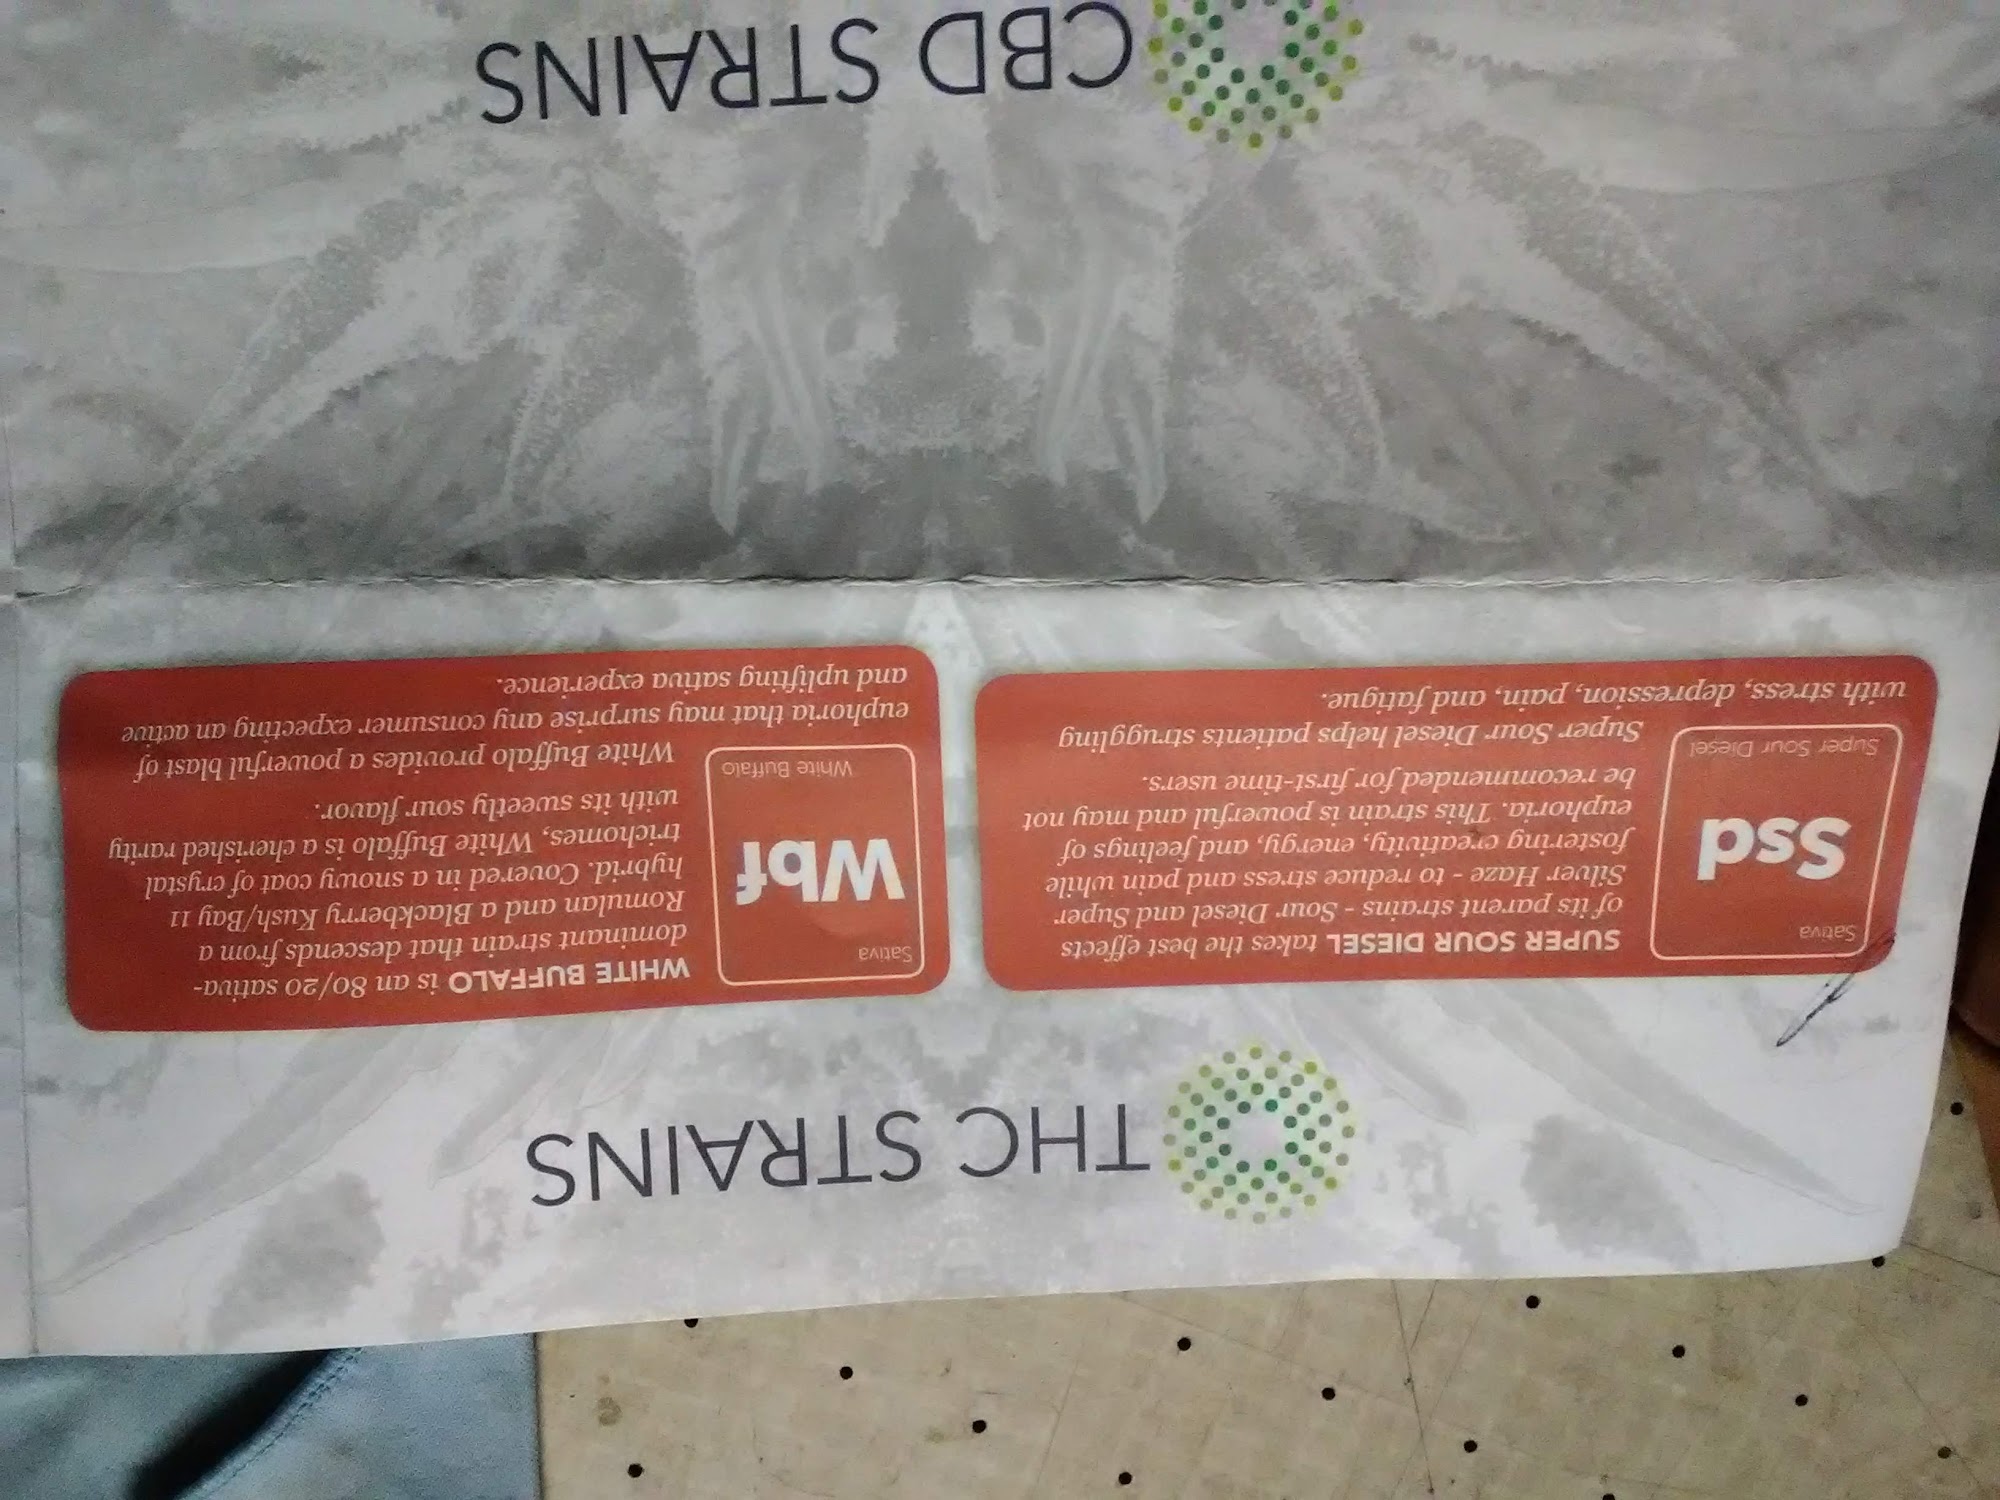 THC STRAINS
Sativa
Ssd
Super Sour Diesel
SUPER SOUR DIESEL takes the best effects
of its parent strains - Sour Diesel and Super
Silver Haze - to reduce stress and pain while
fostering creativity, energy, and feelings of
euphoria. This strain is powerful and may not
be recommended for first-time users.
Super Sour Diesel helps patients struggling
with stress, depression, pain, and fatigue.
Sativa
Wbf
White Buffalo
WHITE BUFFALO is an 80/20 sativa-
dominant strain that descends from a
Romulan and a Blackberry Kush/Bay 11
hybrid. Covered in a snowy coat of crystal
trichomes, White Buffalo is a cherished rarity
with its sweetly sour flavor.
White Buffalo provides a powerful blast of
euphoria that may surprise any consumer expecting an active
and uplifting sativa experience.
CBD STRAINS